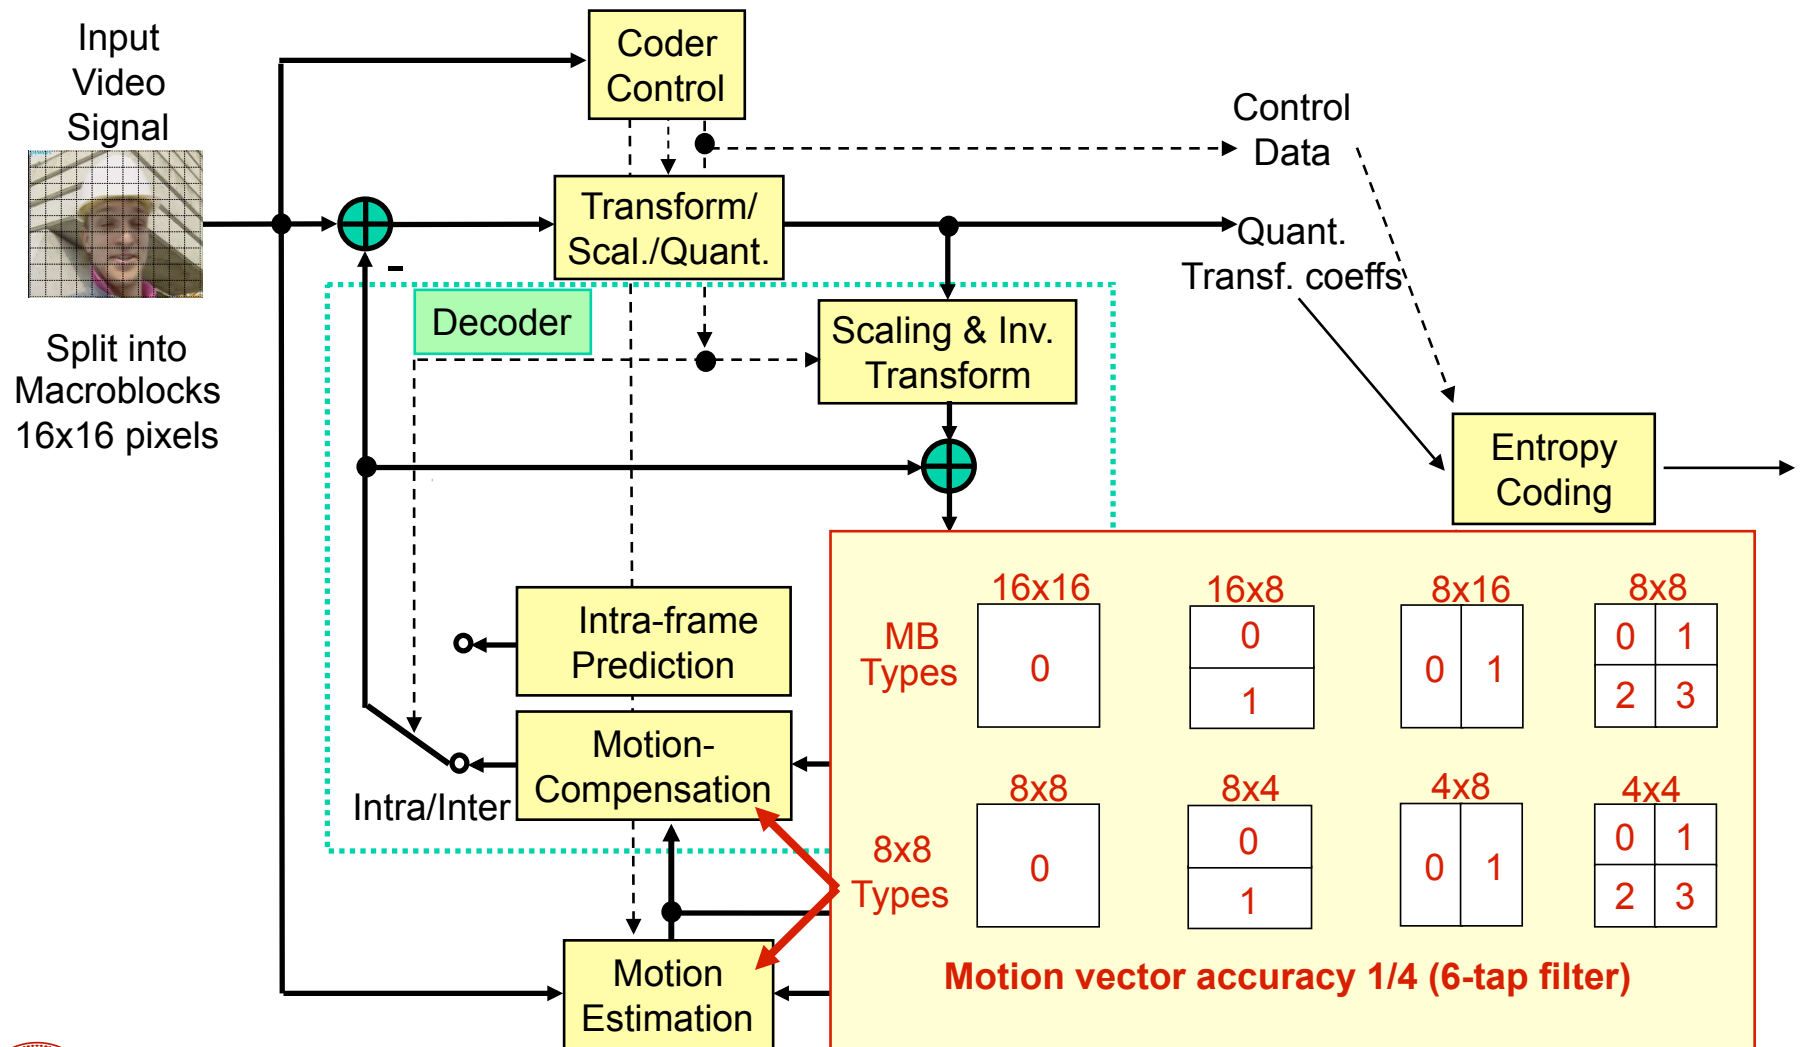 Input
Video
Signal
Coder
Control
Control
Data
Transform/
Scal./Quant.
-
Quant.
Transf. coeffs
Decoder
Scaling & Inv.
Transform
Split into
Macroblocks
16x16 pixels
Entropy
Coding
Intra-frame
Prediction
Motion-
Compensation
Intra/Inter
Motion
Estimation
16x16 16x8 8x16 8x8
MB
Types
0
0
1
0 1
0 1
2 3
8x8 8x4 4x8 4x4
8x8
Types
0
0
1
0 1
0 1
2 3
Motion vector accuracy 1/4 (6-tap filter)